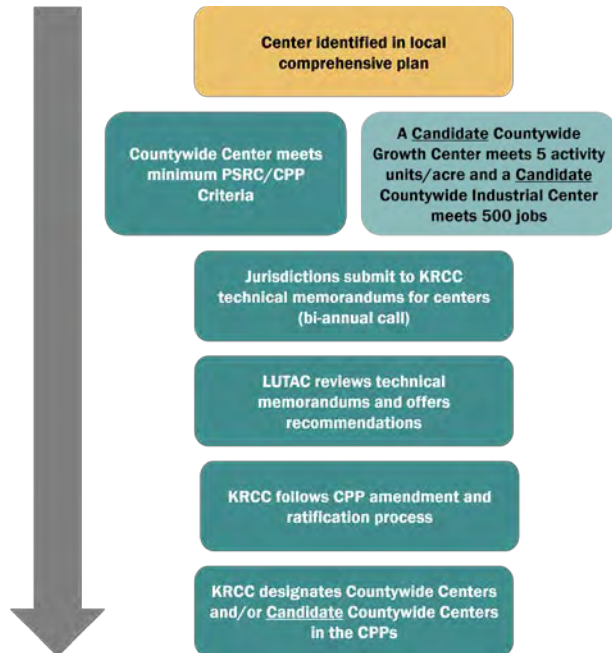 Center identified in local
comprehensive plan
Countywide Center meets
minimum PSRC/CPP
Criteria
A Candidate Countywide
Growth Center meets 5 activity
units/acre and a Candidate
Countywide Industrial Center
meets 500 jobs
Jurisdictions submit to KRCC
technical memorandums for centers
(bi-annual call)
LUTAC reviews technical
memorandums and offers
recommendations
KRCC follows CPP amendment and
ratification process
KRCC designates Countywide Centers
and/or Candidate Countywide Centers
in the CPPs